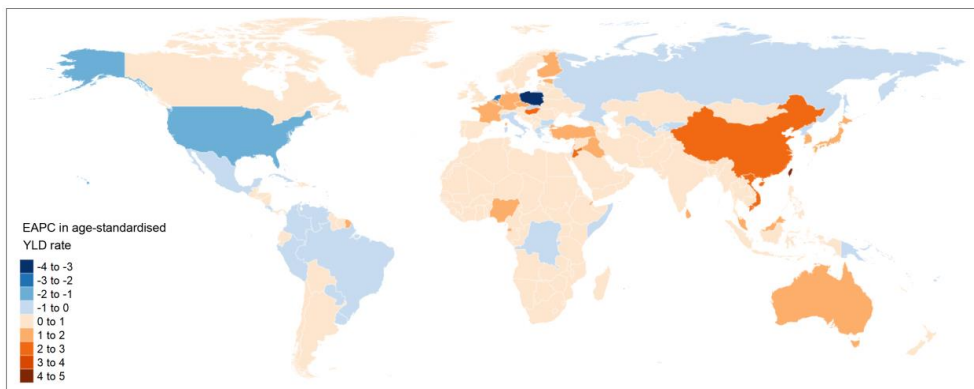 EAPC in age-standardised
YLD rate
-4 to -3
-3 to -2
-2 to -1
-1 to 0
0 to 1
1 to 2
2 to 3
3 to 4
4 to 5